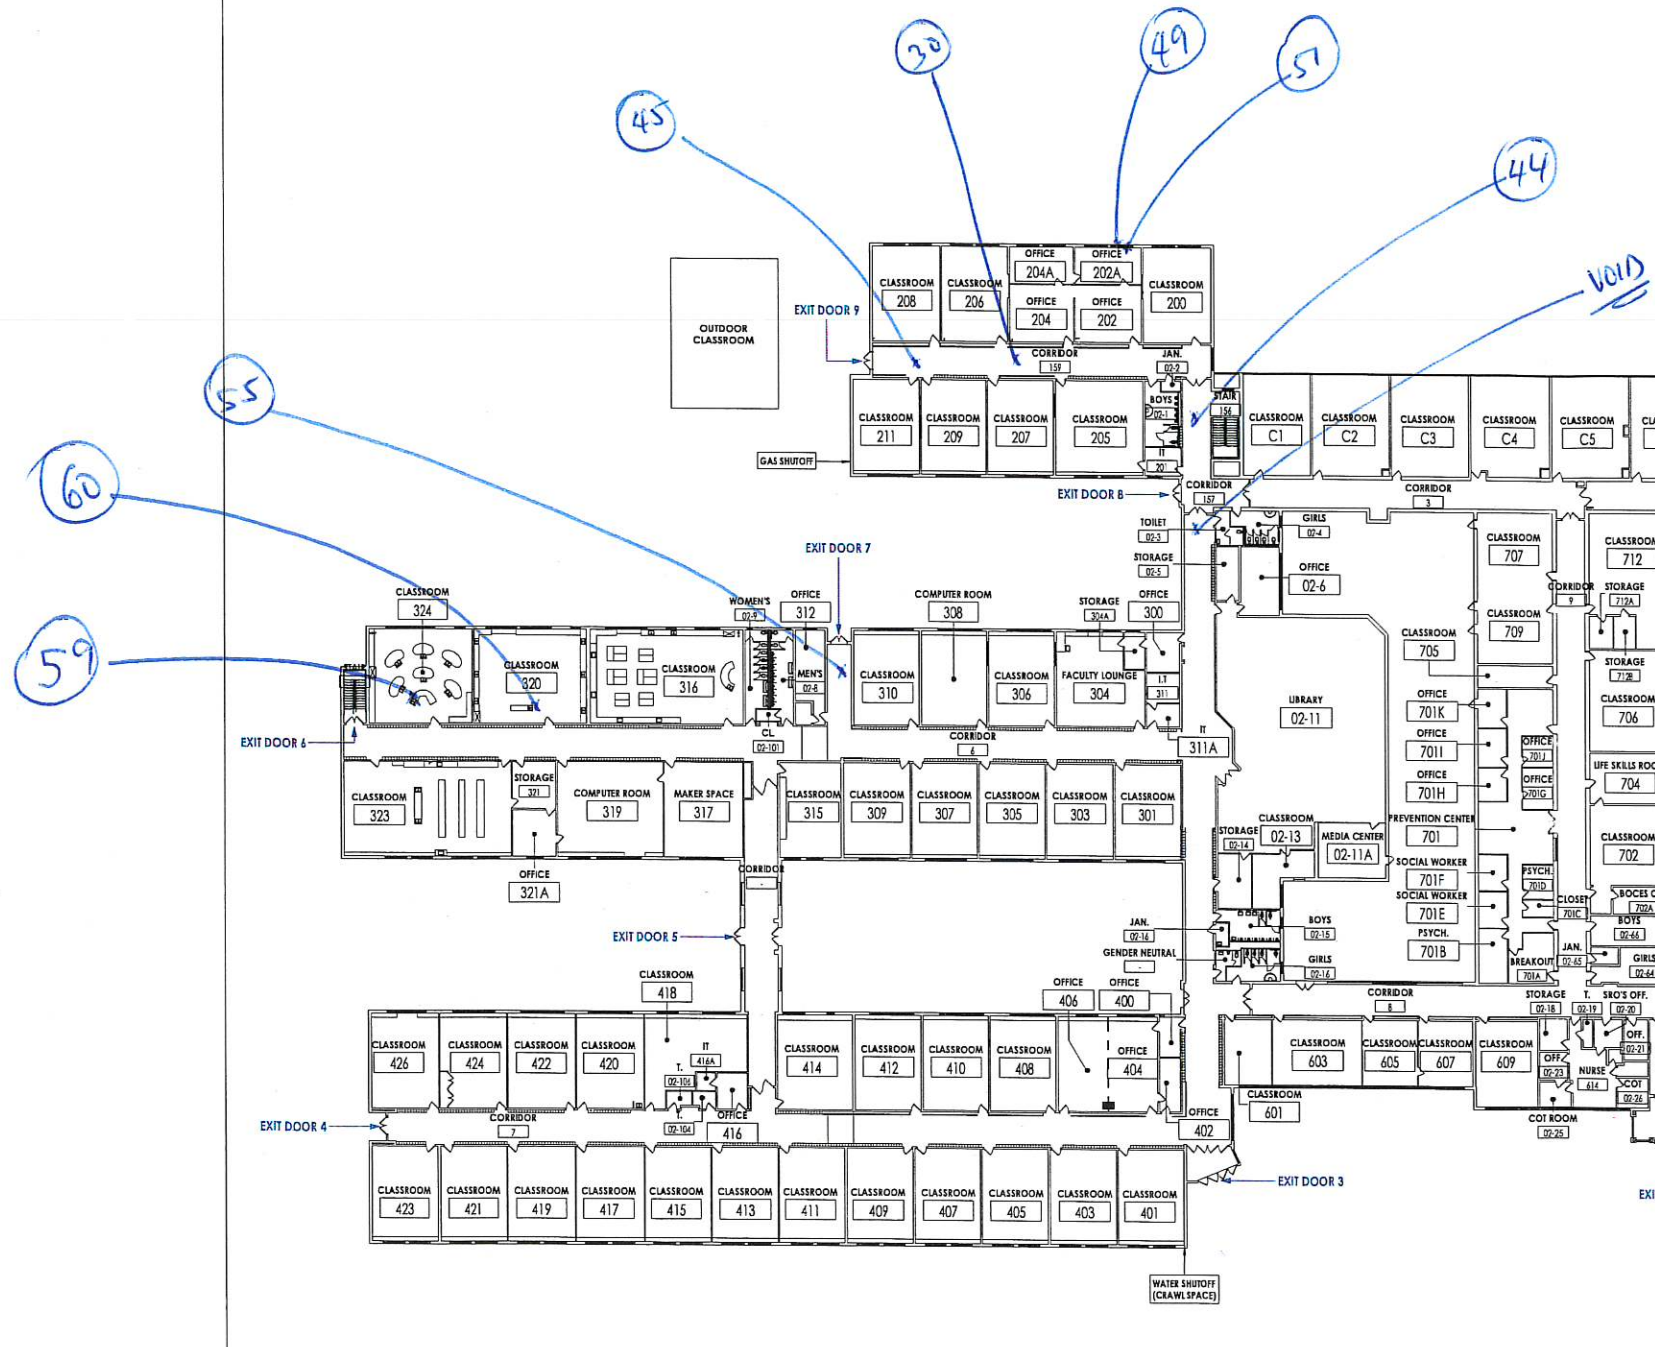 30
49
51
45
44
VOID
55
60
59
OUTDOOR
CLASSROOM
EXIT DOOR 9
CLASSROOM
208
CLASSROOM
206
OFFICE
204A
OFFICE
202A
OFFICE
204
OFFICE
202
CLASSROOM
200
CORRIDOR
159
JAN.
02-2
CLASSROOM
211
CLASSROOM
209
CLASSROOM
207
CLASSROOM
205
BOYS
02-1
IT
201
STAIR
156
CLASSROOM
C1
CLASSROOM
C2
CLASSROOM
C3
CLASSROOM
C4
CLASSROOM
C5
GAS SHUTOFF
EXIT DOOR 8
CORRIDOR
157
CORRIDOR
3
TOILET
02-3
GIRLS
02-4
STORAGE
02-5
OFFICE
02-6
CLASSROOM
707
CLASSROOM
712
CORRIDOR
9
STORAGE
712A
CLASSROOM
709
CLASSROOM
705
STORAGE
712B
EXIT DOOR 7
CLASSROOM
324
WOMEN'S
02-9
OFFICE
312
COMPUTER ROOM
308
STORAGE
304A
OFFICE
300
STAIR
CLASSROOM
320
CLASSROOM
316
MEN'S
02-8
CLASSROOM
310
CLASSROOM
306
FACULTY LOUNGE
304
I.T
311
IT
311A
EXIT DOOR 6
CL
02-101
CORRIDOR
6
LIBRARY
02-11
OFFICE
701K
OFFICE
701I
OFFICE
701J
OFFICE
701H
OFFICE
701G
CLASSROOM
706
LIFE SKILLS ROO
704
CLASSROOM
323
STORAGE
321
COMPUTER ROOM
319
MAKER SPACE
317
CLASSROOM
315
CLASSROOM
309
CLASSROOM
307
CLASSROOM
305
CLASSROOM
303
CLASSROOM
301
OFFICE
321A
STORAGE
02-14
CLASSROOM
02-13
MEDIA CENTER
02-11A
PREVENTION CENTER
701
SOCIAL WORKER
701F
SOCIAL WORKER
701E
PSYCH.
701D
PSYCH.
701B
CLOSET
701C
BREAKOUT
701A
CLASSROOM
702
BOCES C
702A
BOYS
02-66
JAN.
02-65
GIRLS
02-64
CORRIDOR
EXIT DOOR 5
JAN.
02-16
BOYS
02-15
GENDER NEUTRAL
GIRLS
02-16
CORRIDOR
8
CLASSROOM
418
OFFICE
406
OFFICE
400
STORAGE
02-18
T.
02-19
SRO'S OFF.
02-20
OFF.
02-21
CLASSROOM
426
CLASSROOM
424
CLASSROOM
422
CLASSROOM
420
IT
416A
T.
02-106
T.
02-104
OFFICE
416
CLASSROOM
414
CLASSROOM
412
CLASSROOM
410
CLASSROOM
408
OFFICE
404
OFFICE
402
CLASSROOM
601
CLASSROOM
603
CLASSROOM
605
CLASSROOM
607
CLASSROOM
609
OFF.
02-23
NURSE
614
COT
02-26
COT ROOM
02-25
EXIT DOOR 4
CORRIDOR
7
CLASSROOM
423
CLASSROOM
421
CLASSROOM
419
CLASSROOM
417
CLASSROOM
415
CLASSROOM
413
CLASSROOM
411
CLASSROOM
409
CLASSROOM
407
CLASSROOM
405
CLASSROOM
403
CLASSROOM
401
EXIT DOOR 3
EXI
WATER SHUTOFF
(CRAWL SPACE)